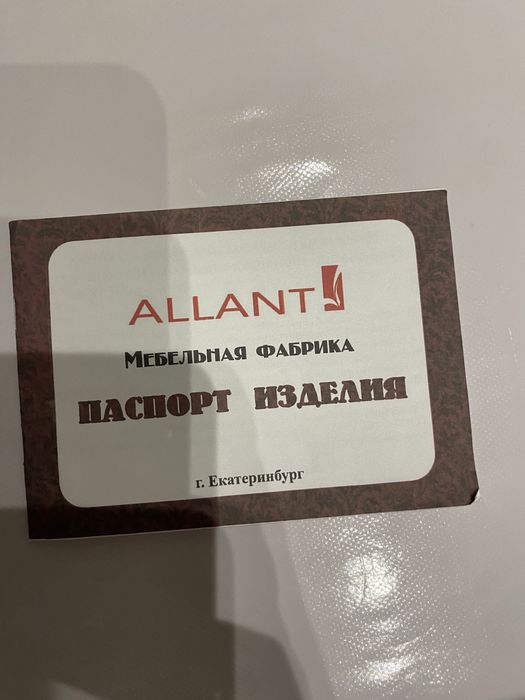 ALLANT
Мебельная фабрика
ПАСПОРТ ИЗДЕЛИЯ
г. Екатеринбург